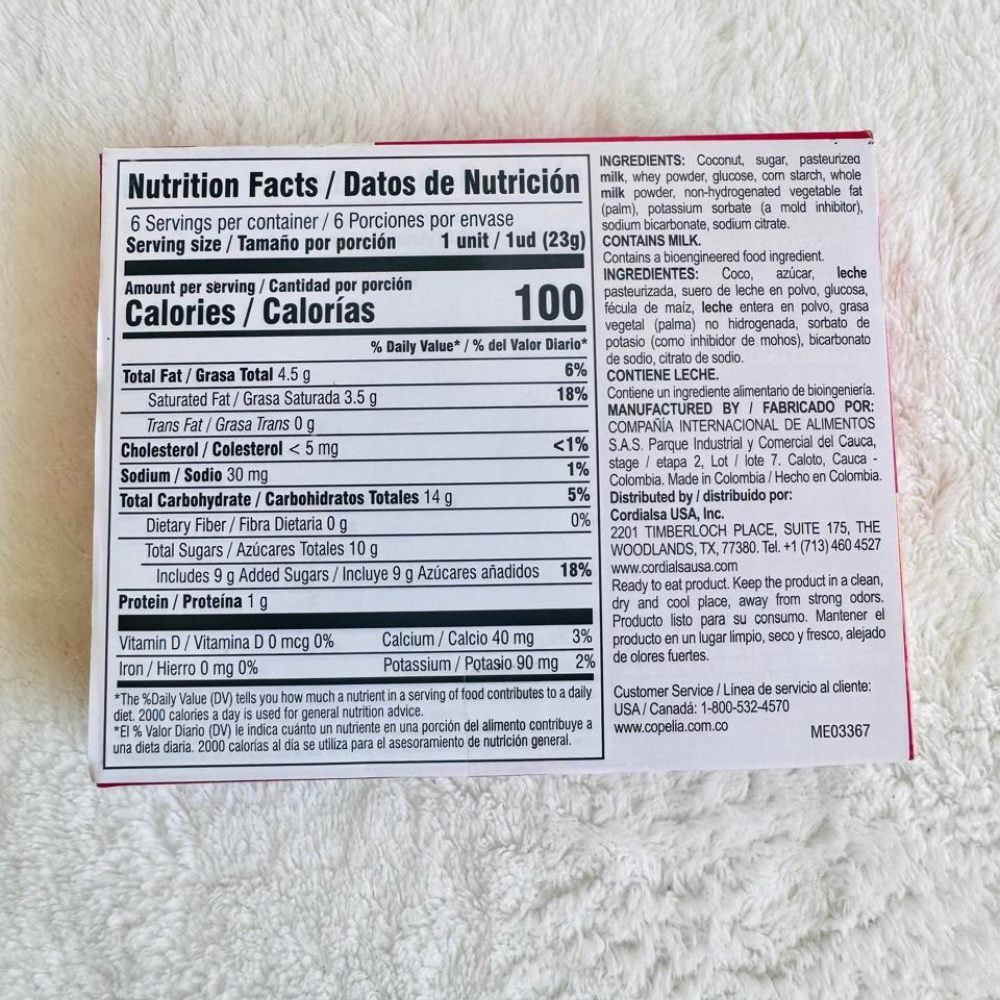 Nutrition Facts / Datos de Nutrición
6 Servings per container / 6 Porciones por envase
Serving size / Tamaño por porción 1 unit / 1ud (23g)
Amount per serving / Cantidad por porción
Calories / Calorías 100
% Daily Value* / % del Valor Diario*
Total Fat / Grasa Total 4.5 g 6%
Saturated Fat / Grasa Saturada 3.5 g 18%
Trans Fat / Grasa Trans 0 g
Cholesterol / Colesterol < 5 mg <1%
Sodium / Sodio 30 mg 1%
Total Carbohydrate / Carbohidratos Totales 14 g 5%
Dietary Fiber / Fibra Dietaria 0 g 0%
Total Sugars / Azúcares Totales 10 g
Includes 9 g Added Sugars / Incluye 9 g Azúcares añadidos 18%
Protein / Proteína 1 g
Vitamin D / Vitamina D 0 mcg 0% Calcium / Calcio 40 mg 3%
Iron / Hierro 0 mg 0% Potassium / Potasio 90 mg 2%
*The %Daily Value (DV) tells you how much a nutrient in a serving of food contributes to a daily
diet. 2000 calories a day is used for general nutrition advice.
*El % Valor Diario (DV) le indica cuánto un nutriente en una porción del alimento contribuye a
una dieta diaria. 2000 calorías al día se utiliza para el asesoramiento de nutrición general.
INGREDIENTS: Coconut, sugar, pasteurized
milk, whey powder, glucose, corn starch, whole
milk powder, non-hydrogenated vegetable fat
(palm), potassium sorbate (a mold inhibitor),
sodium bicarbonate, sodium citrate.
CONTAINS MILK.
Contains a bioengineered food ingredient.
INGREDIENTES: Coco, azúcar, leche
pasteurizada, suero de leche en polvo, glucosa,
fécula de maíz, leche entera en polvo, grasa
vegetal (palma) no hidrogenada, sorbato de
potasio (como inhibidor de mohos), bicarbonato
de sodio, citrato de sodio.
CONTIENE LECHE.
Contiene un ingrediente alimentario de bioingeniería.
MANUFACTURED BY / FABRICADO POR:
COMPAÑÍA INTERNACIONAL DE ALIMENTOS
S.A.S. Parque Industrial y Comercial del Cauca,
stage / etapa 2, Lot / lote 7. Caloto, Cauca -
Colombia. Made in Colombia / Hecho en Colombia.
Distributed by / distribuido por:
Cordialsa USA, Inc.
2201 TIMBERLOCH PLACE, SUITE 175, THE
WOODLANDS, TX, 77380. Tel. +1 (713) 460 4527
www.cordialsausa.com
Ready to eat product. Keep the product in a clean,
dry and cool place, away from strong odors.
Producto listo para su consumo. Mantener el
producto en un lugar limpio, seco y fresco, alejado
de olores fuertes.
Customer Service / Línea de servicio al cliente:
USA / Canadá: 1-800-532-4570
www.copelia.com.co ME03367